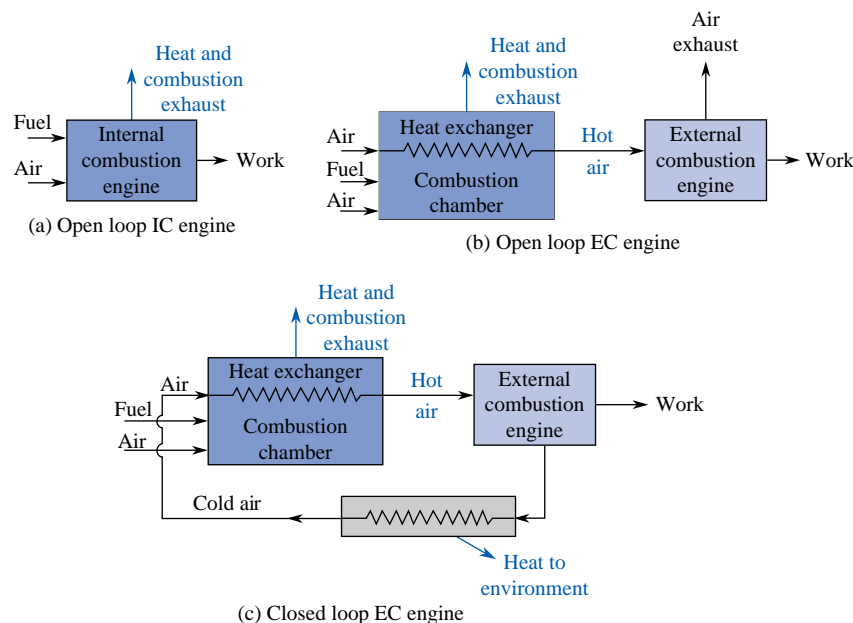 Heat and
combustion
exhaust
Fuel
Air
Internal
combustion
engine
Work
(a) Open loop IC engine
Heat and
combustion
exhaust
Air
exhaust
Air
Fuel
Air
Heat exchanger
Combustion
chamber
Hot
air
External
combustion
engine
Work
(b) Open loop EC engine
Heat and
combustion
exhaust
Air
Fuel
Air
Heat exchanger
Combustion
chamber
Hot
air
External
combustion
engine
Work
Cold air
Heat to
environment
(c) Closed loop EC engine